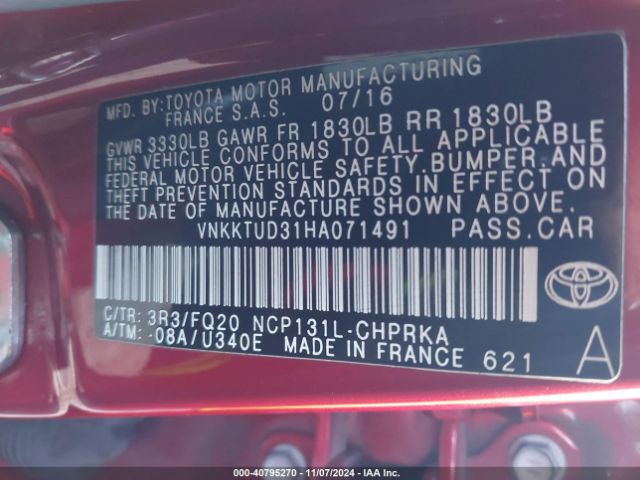 MFD. BY:TOYOTA MOTOR MANUFACTURING
FRANCE S.A.S. 07/16
GVWR 3330LB GAWR FR 1830LB RR 1830LB
THIS VEHICLE CONFORMS TO ALL APPLICABLE
FEDERAL MOTOR VEHICLE SAFETY,BUMPER,AND
THEFT PREVENTION STANDARDS IN EFFECT ON
THE DATE OF MANUFACTURE SHOWN ABOVE.
VNKKTUD31HA071491 PASS.CAR
C/TR: 3R3/FQ20 NCP131L-CHPRKA
A/TM: -08A/U340E MADE IN FRANCE 621 A
000-40795270 - 11/07/2024 - IAA Inc.